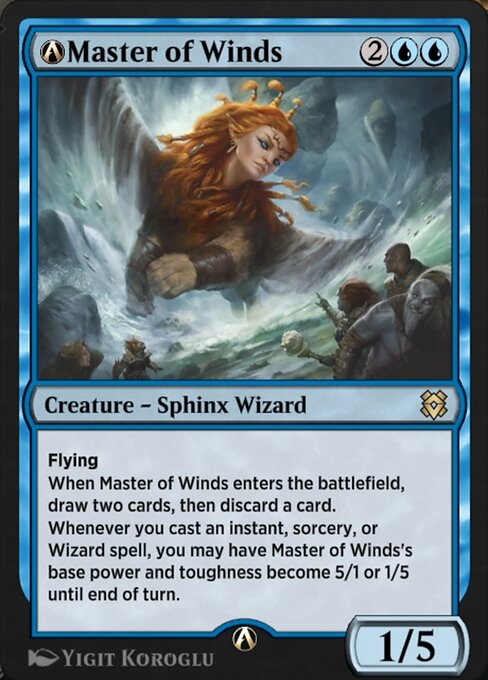 Master of Winds 2
Creature – Sphinx Wizard
Flying
When Master of Winds enters the battlefield,
draw two cards, then discard a card.
Whenever you cast an instant, sorcery, or
Wizard spell, you may have Master of Winds's
base power and toughness become 5/1 or 1/5
until end of turn.
1/5
Yigit Koroglu